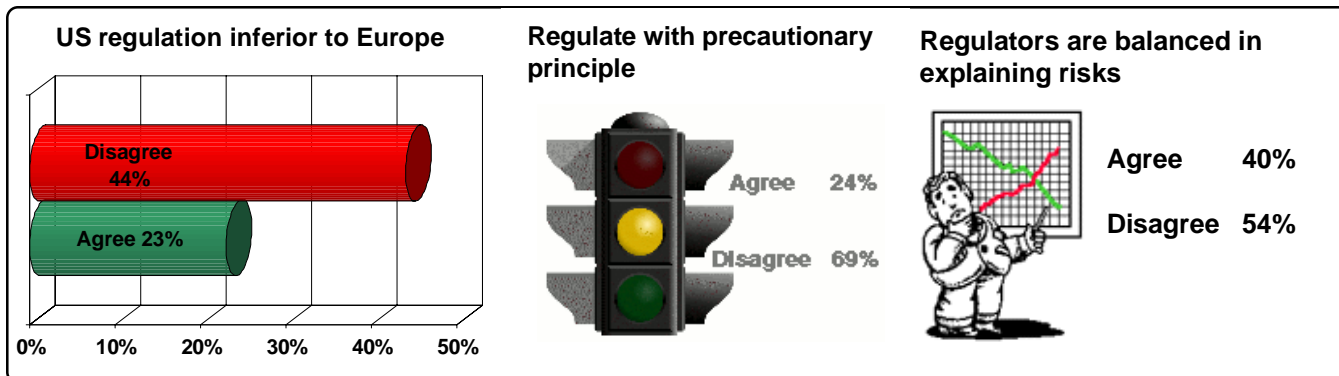 US regulation inferior to Europe
Disagree
44%
Agree 23%
0% 10% 20% 30% 40% 50%
Regulate with precautionary
principle
Agree 24%
Disagree 69%
Regulators are balanced in
explaining risks
Agree 40%
Disagree 54%